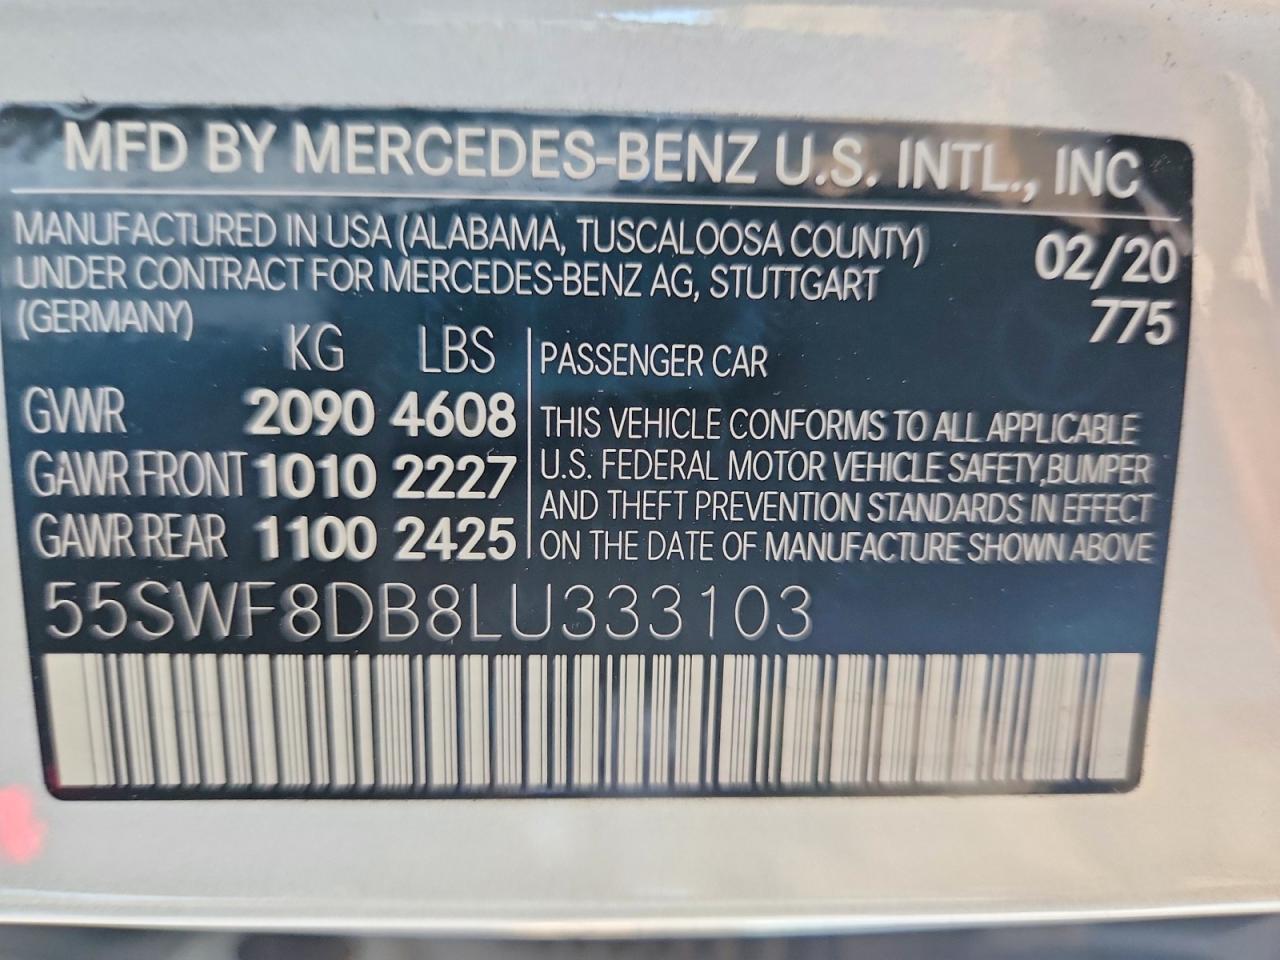 MFD BY MERCEDES-BENZ U.S. INTL., INC
MANUFACTURED IN USA (ALABAMA, TUSCALOOSA COUNTY) 02/20
UNDER CONTRACT FOR MERCEDES-BENZ AG, STUTTGART
(GERMANY) 775
KG LBS
GVWR 2090 4608
GAWR FRONT 1010 2227
GAWR REAR 1100 2425
PASSENGER CAR
THIS VEHICLE CONFORMS TO ALL APPLICABLE
U.S. FEDERAL MOTOR VEHICLE SAFETY,BUMPER
AND THEFT PREVENTION STANDARDS IN EFFECT
ON THE DATE OF MANUFACTURE SHOWN ABOVE
55SWF8DB8LU333103